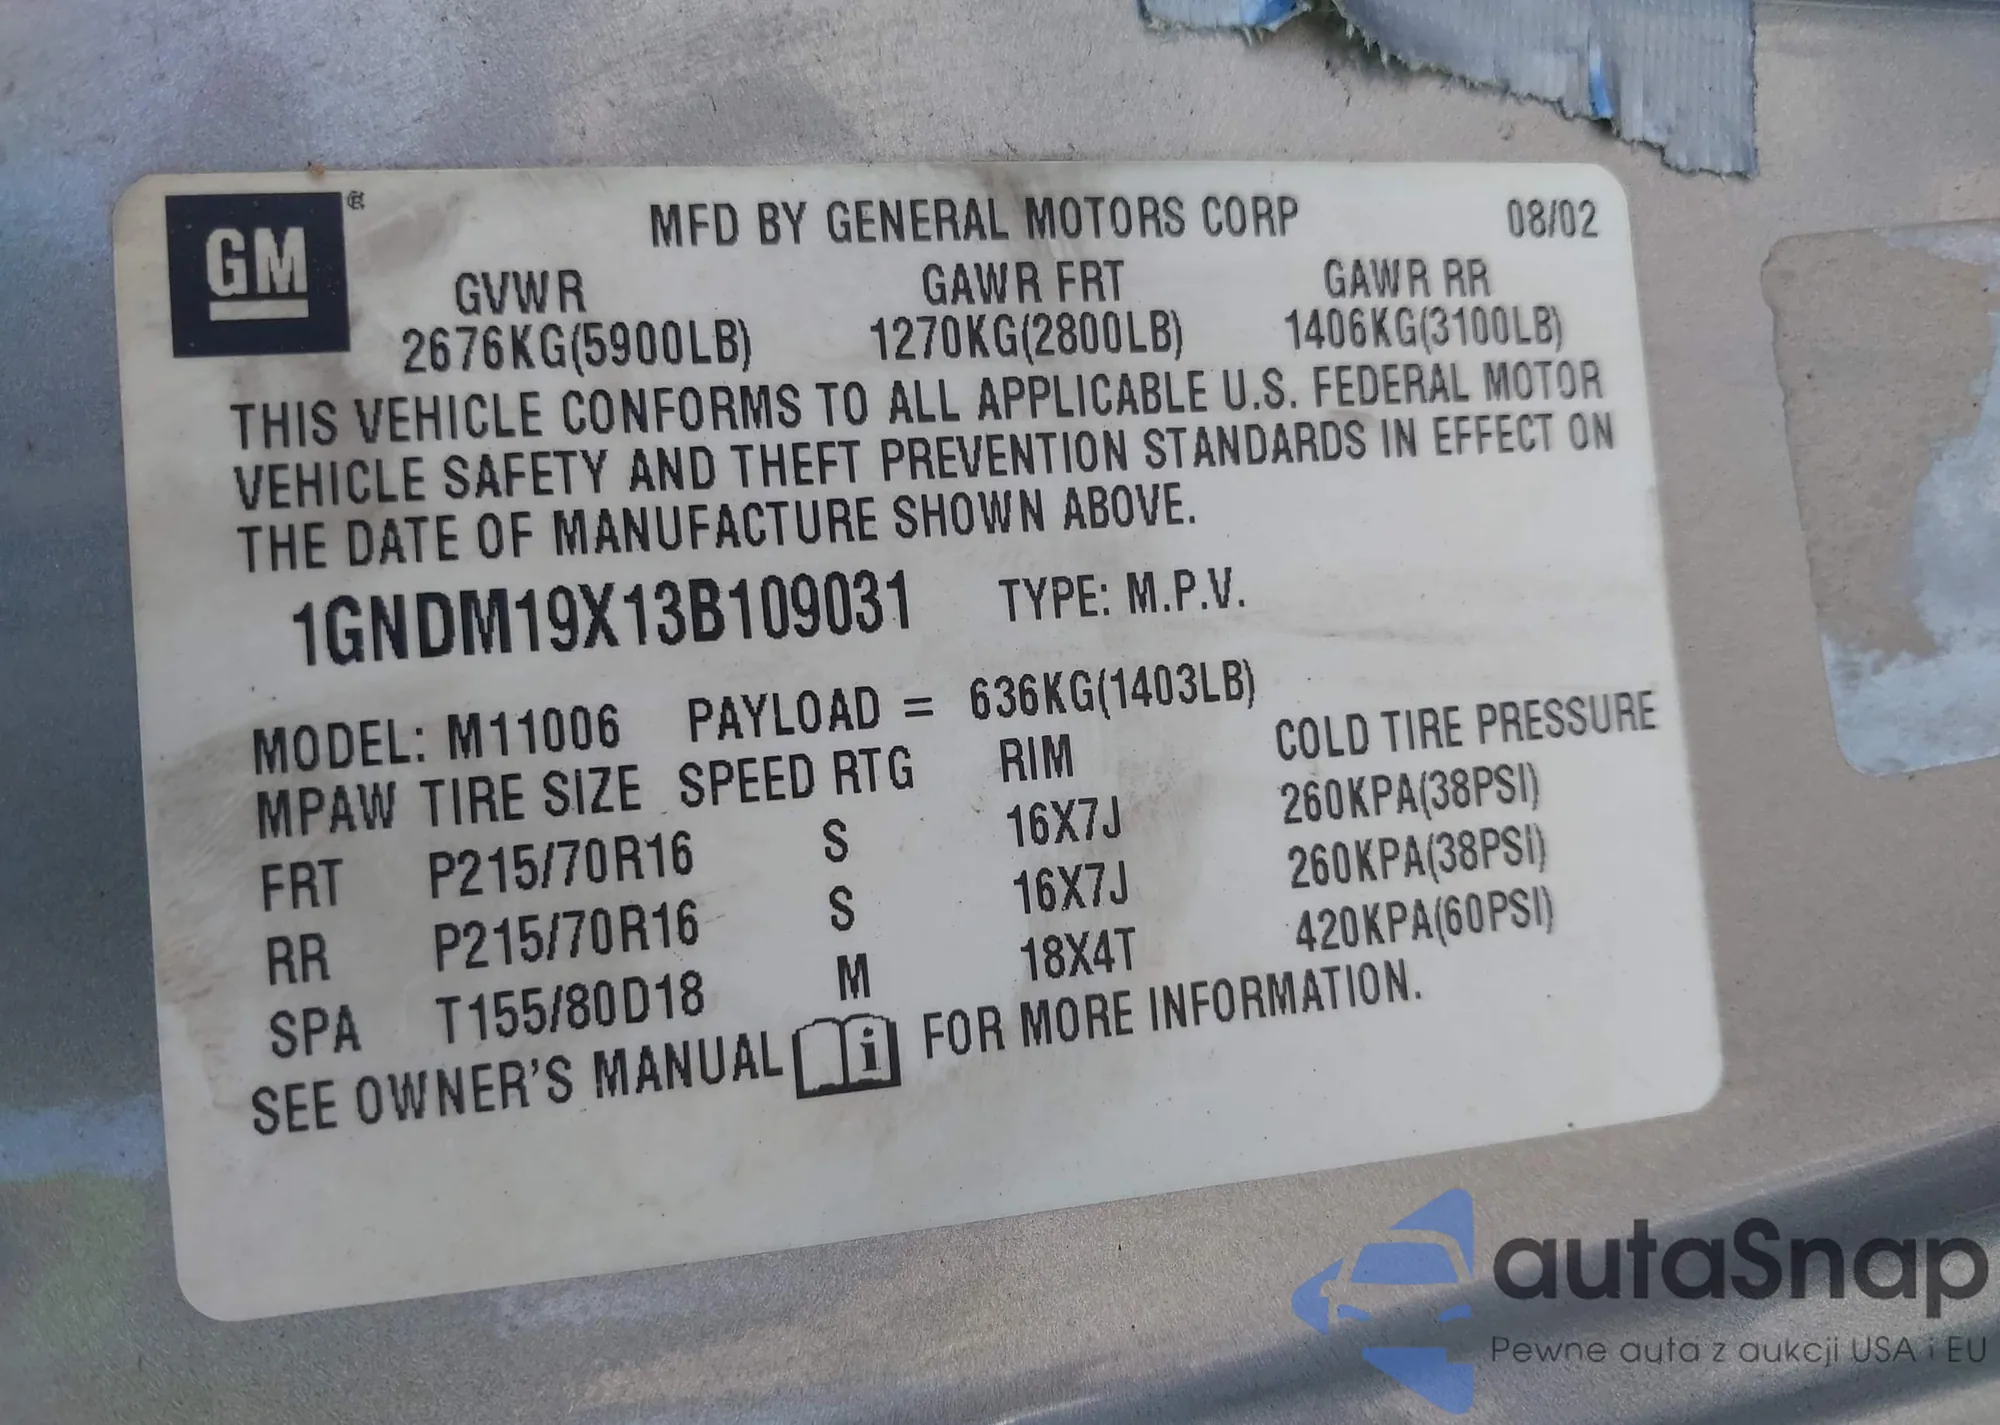 GM ® MFD BY GENERAL MOTORS CORP 08/02
GVWR GAWR FRT GAWR RR
2676KG(5900LB) 1270KG(2800LB) 1406KG(3100LB)
THIS VEHICLE CONFORMS TO ALL APPLICABLE U.S. FEDERAL MOTOR
VEHICLE SAFETY AND THEFT PREVENTION STANDARDS IN EFFECT ON
THE DATE OF MANUFACTURE SHOWN ABOVE.
1GNDM19X13B109031 TYPE: M.P.V.
MODEL: M11006 PAYLOAD = 636KG(1403LB)
MPAW TIRE SIZE SPEED RTG RIM COLD TIRE PRESSURE
FRT P215/70R16 S 16X7J 260KPA(38PSI)
RR P215/70R16 S 16X7J 260KPA(38PSI)
SPA T155/80D18 M 18X4T 420KPA(60PSI)
SEE OWNER'S MANUAL i FOR MORE INFORMATION.
autaSnap
Pewne auta z aukcji USA i EU